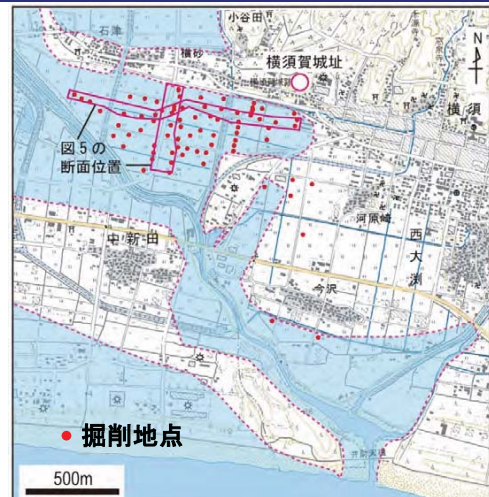 小谷田
石津
横砂
横須賀城址
N
横須
図5の
断面位置
河原崎
西大渕
中新田
今沢
掘削地点
500m